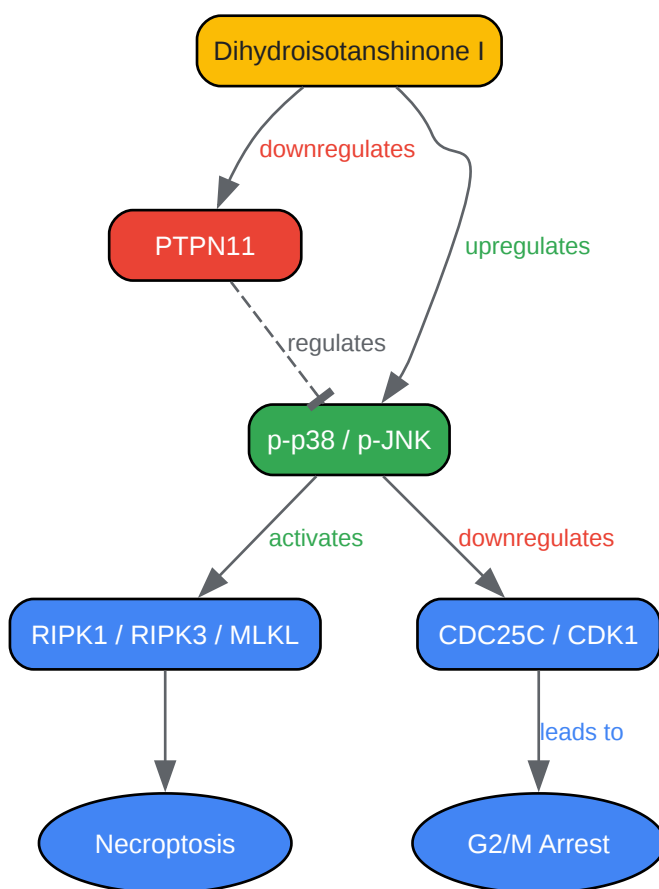 Dihydroisotanshinone I
downregulates
PTPN11
upregulates
regulates
p-p38 / p-JNK
activates
downregulates
RIPK1 / RIPK3 / MLKL
CDC25C / CDK1
leads to
Necroptosis
G2/M Arrest